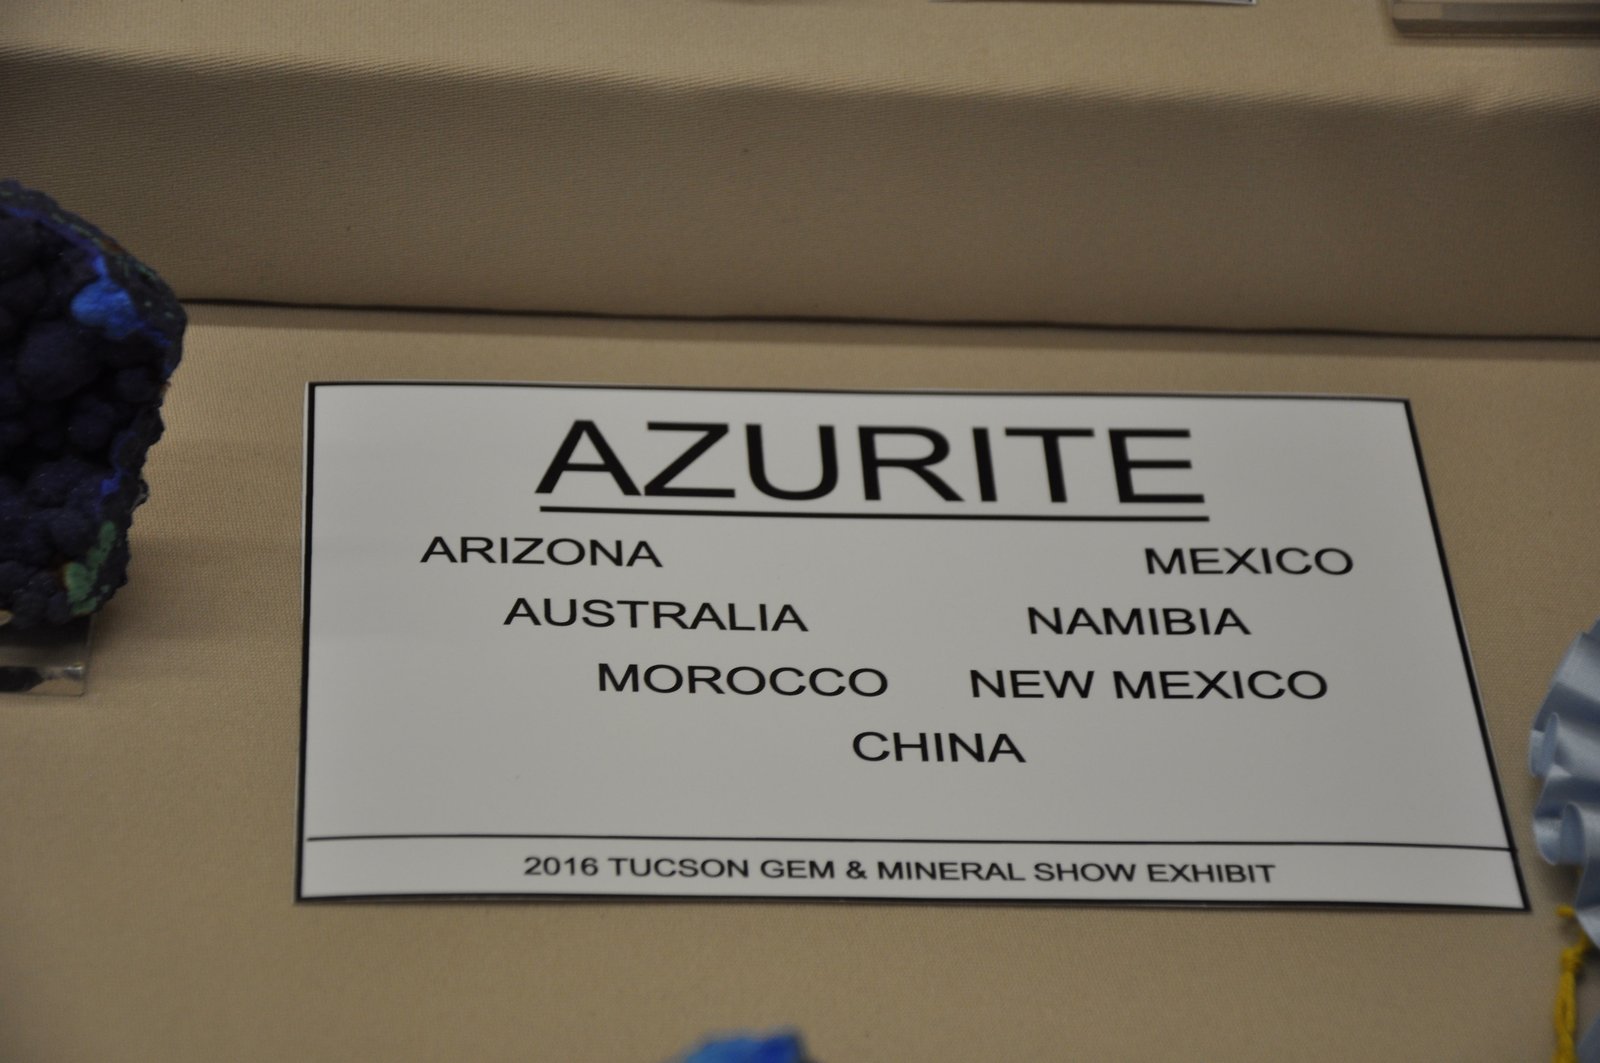 AZURITE
ARIZONA MEXICO
AUSTRALIA NAMIBIA
MOROCCO NEW MEXICO
CHINA
2016 TUCSON GEM & MINERAL SHOW EXHIBIT